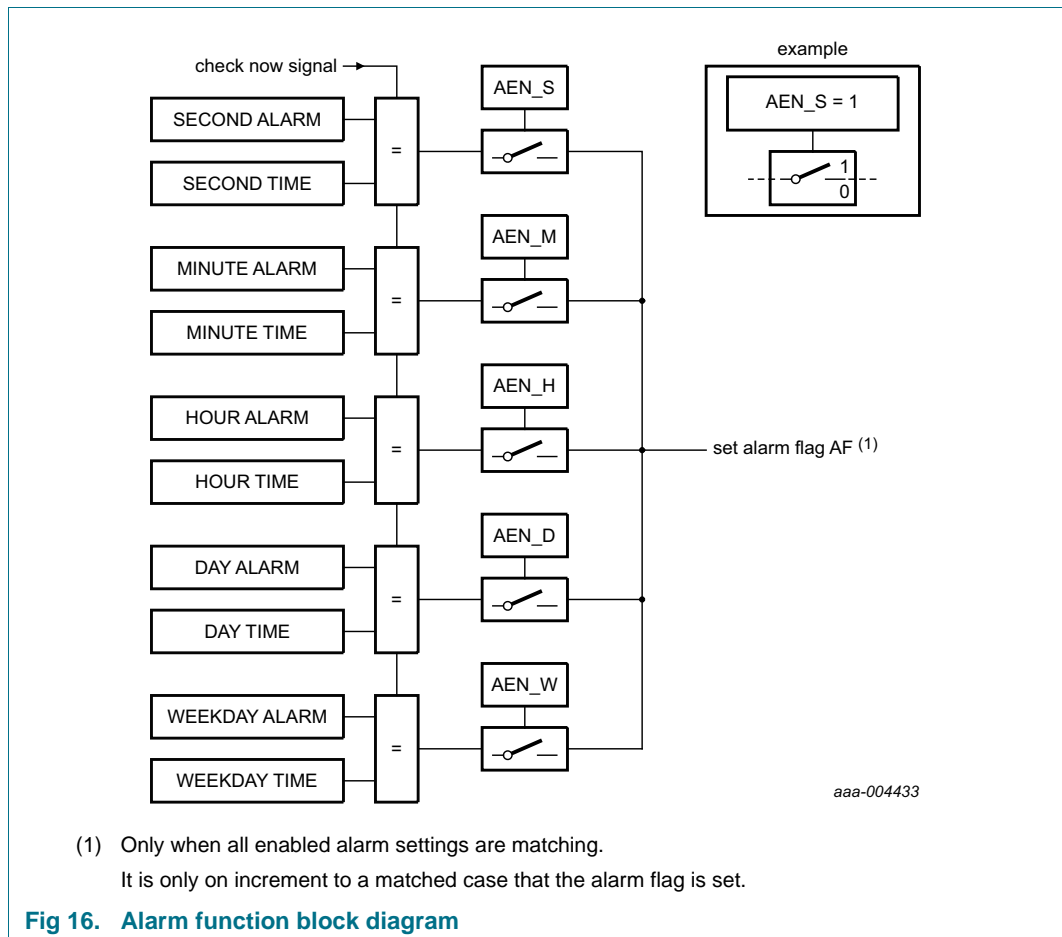 check now signal
example
AEN_S
AEN_S = 1
SECOND ALARM
=
1
SECOND TIME
0
AEN_M
MINUTE ALARM
=
MINUTE TIME
AEN_H
HOUR ALARM
=
set alarm flag AF (1)
HOUR TIME
AEN_D
DAY ALARM
=
DAY TIME
AEN_W
WEEKDAY ALARM
=
WEEKDAY TIME
aaa-004433
(1) Only when all enabled alarm settings are matching.
It is only on increment to a matched case that the alarm flag is set.
Fig 16. Alarm function block diagram